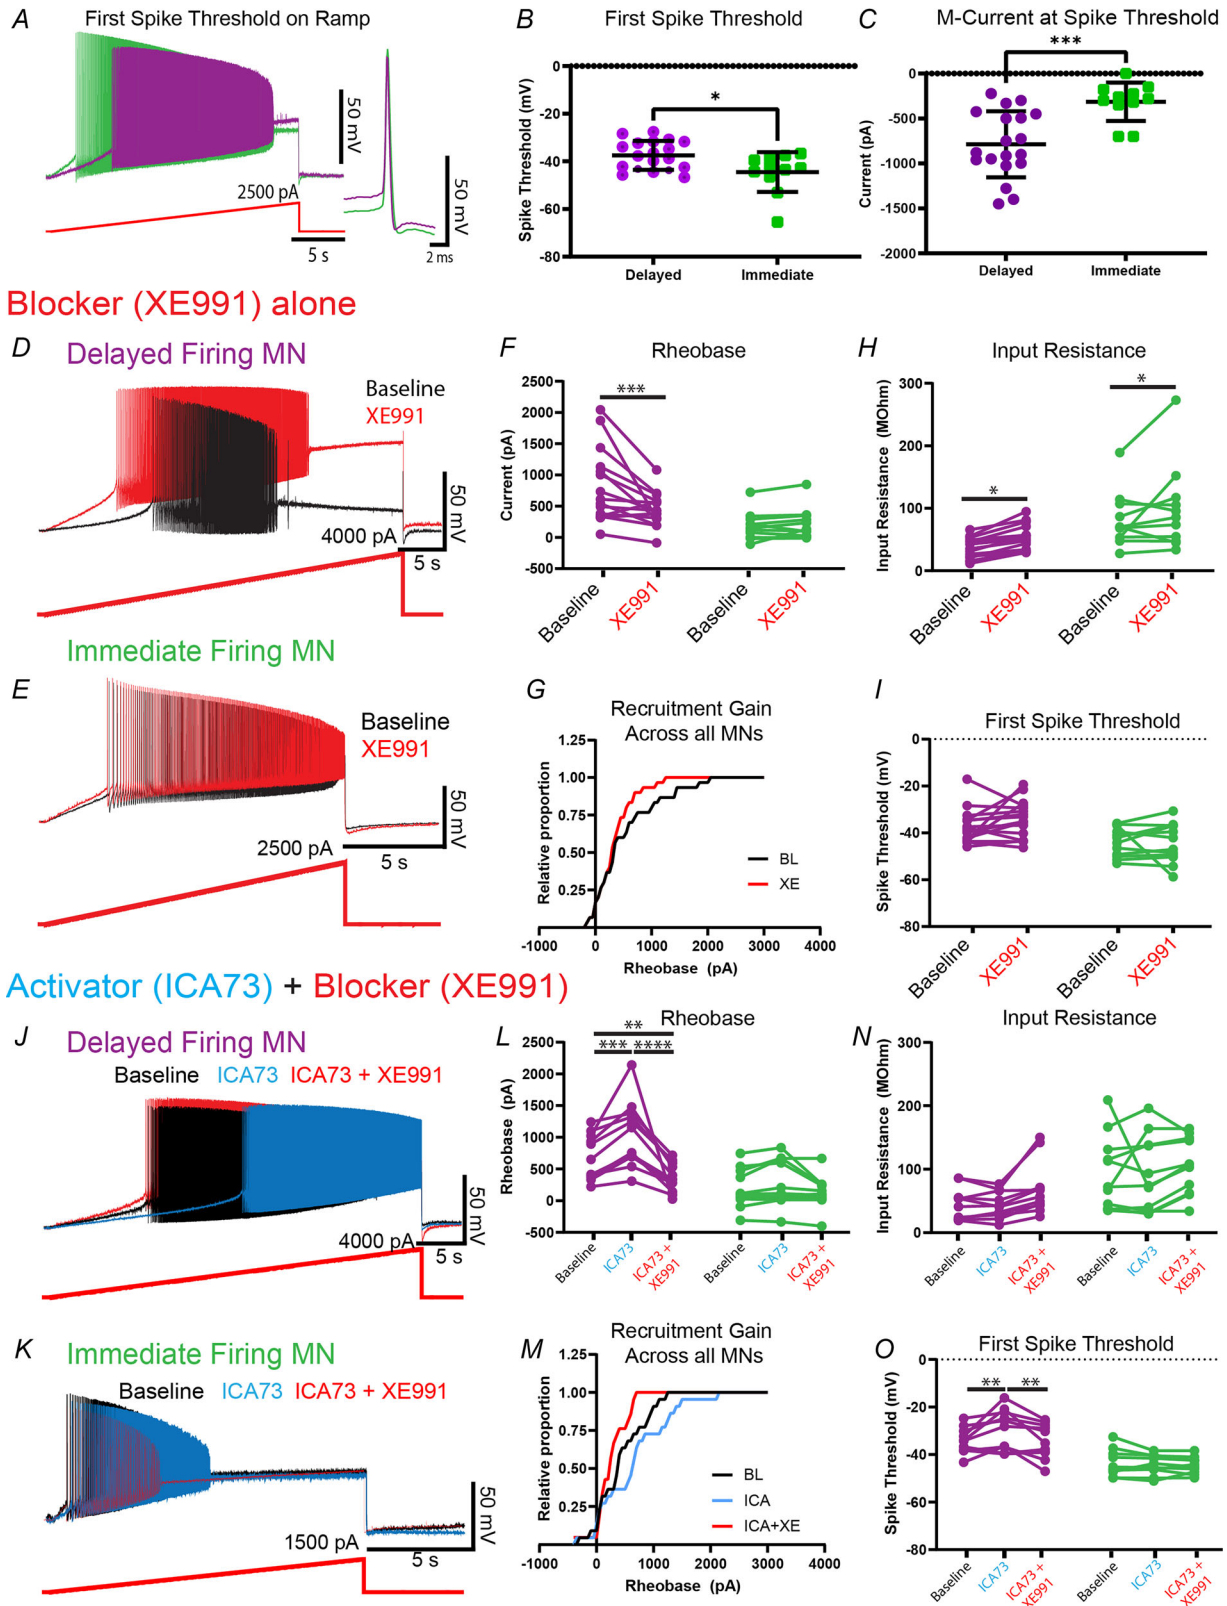 A First Spike Threshold on Ramp
50 mV
2500 pA
5 s
50 mV
2 ms
B First Spike Threshold
Spike Threshold (mV)
0
-20
-40
-60
-80
*
Delayed
Immediate
C M-Current at Spike Threshold
***
Current (pA)
0
-500
-1000
-1500
-2000
Delayed
Immediate
Blocker (XE991) alone
D Delayed Firing MN
Baseline
XE991
50 mV
4000 pA
5 s
F Rheobase
Current (pA)
2500
2000
1500
1000
500
0
-500
***
Baseline
XE991
Baseline
XE991
H Input Resistance
Input Resistance (MOhm)
300
200
100
0
*
*
Baseline
XE991
Baseline
XE991
E Immediate Firing MN
Baseline
XE991
50 mV
2500 pA
5 s
G Recruitment Gain
Across all MNs
Relative proportion
1.25
1.00
0.75
0.50
0.25
BL
XE
-1000
0
1000
2000
3000
4000
Rheobase (pA)
I First Spike Threshold
Spike Threshold (mV)
0
-20
-40
-60
-80
Baseline
XE991
Baseline
XE991
Activator (ICA73) + Blocker (XE991)
J Delayed Firing MN
Baseline ICA73 ICA73 + XE991
50 mV
4000 pA
5 s
L Rheobase
Rheobase (pA)
2500
2000
1500
1000
500
0
-500
**
*** ****
Baseline
ICA73
ICA73 +
XE991
Baseline
ICA73
ICA73 +
XE991
N Input Resistance
Input Resistance (MOhm)
300
200
100
0
Baseline
ICA73
ICA73 +
XE991
Baseline
ICA73
ICA73 +
XE991
K Immediate Firing MN
Baseline ICA73 ICA73 + XE991
50 mV
1500 pA
5 s
M Recruitment Gain
Across all MNs
Relative proportion
1.25
1.00
0.75
0.50
0.25
BL
ICA
ICA+XE
-1000
0
1000
2000
3000
4000
Rheobase (pA)
O First Spike Threshold
Spike Threshold (mV)
0
-20
-40
-60
-80
** **
Baseline
ICA73
ICA73 +
XE991
Baseline
ICA73
ICA73 +
XE991